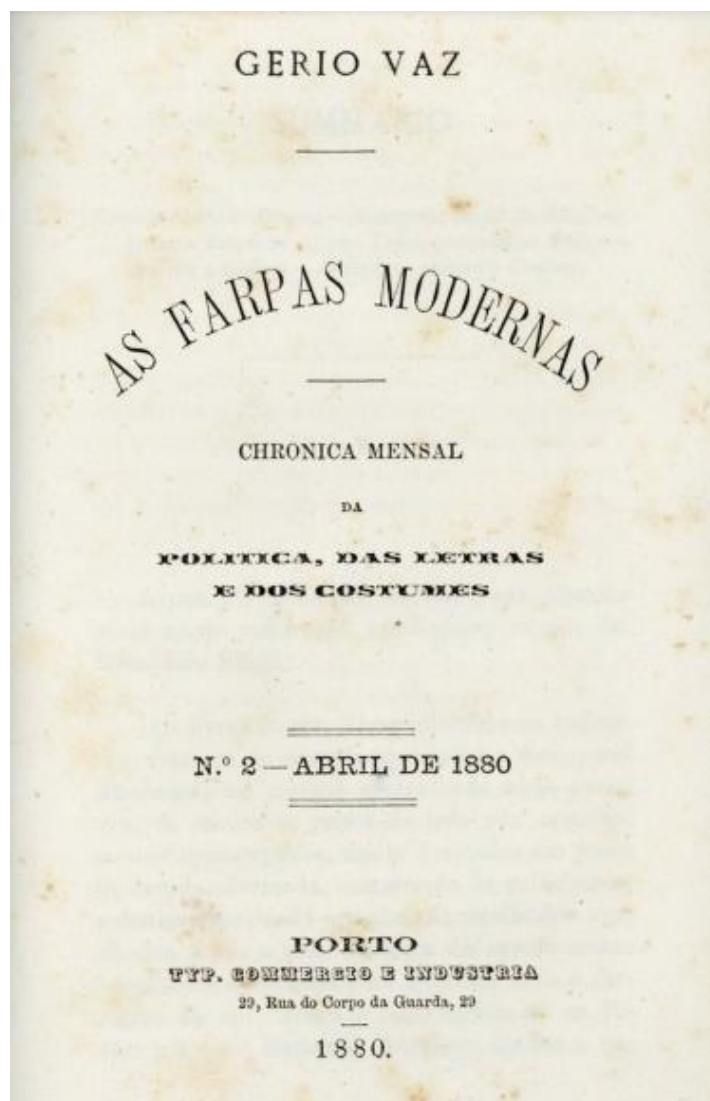 GERIO VAZ
AS FARPAS MODERNAS
CHRONICA MENSAL
DA
POLITICA, DAS LETRAS
E DOS COSTUMES
N.º 2 — ABRIL DE 1880
PORTO
TYP. COMMERCIO E INDUSTRIA
29, Rua do Corpo da Guarda, 29
1880.